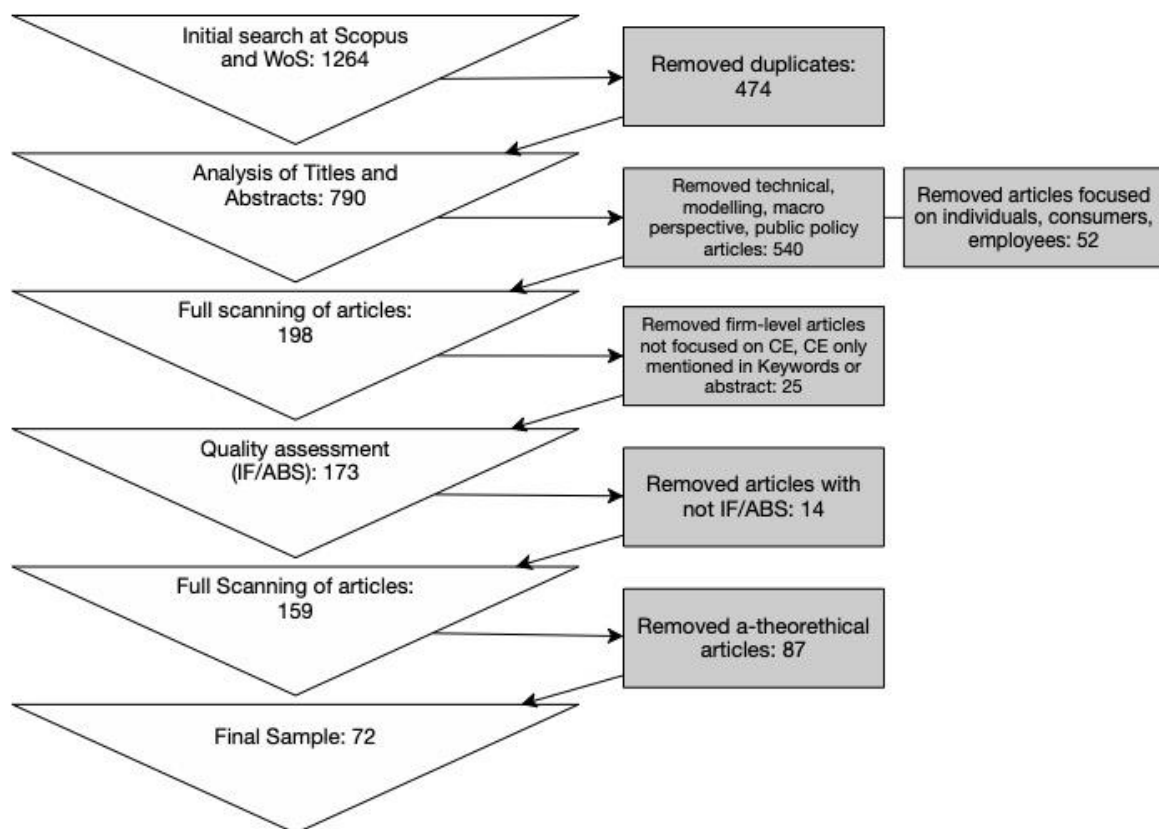 Initial search at Scopus
and WoS: 1264
Removed duplicates:
474
Analysis of Titles and
Abstracts: 790
Removed technical,
modelling, macro
perspective, public policy
articles: 540
Removed articles focused
on individuals, consumers,
employees: 52
Full scanning of articles:
198
Removed firm-level articles
not focused on CE, CE only
mentioned in Keywords or
abstract: 25
Quality assessment
(IF/ABS): 173
Removed articles with
not IF/ABS: 14
Full Scanning of articles:
159
Removed a-theorethical
articles: 87
Final Sample: 72